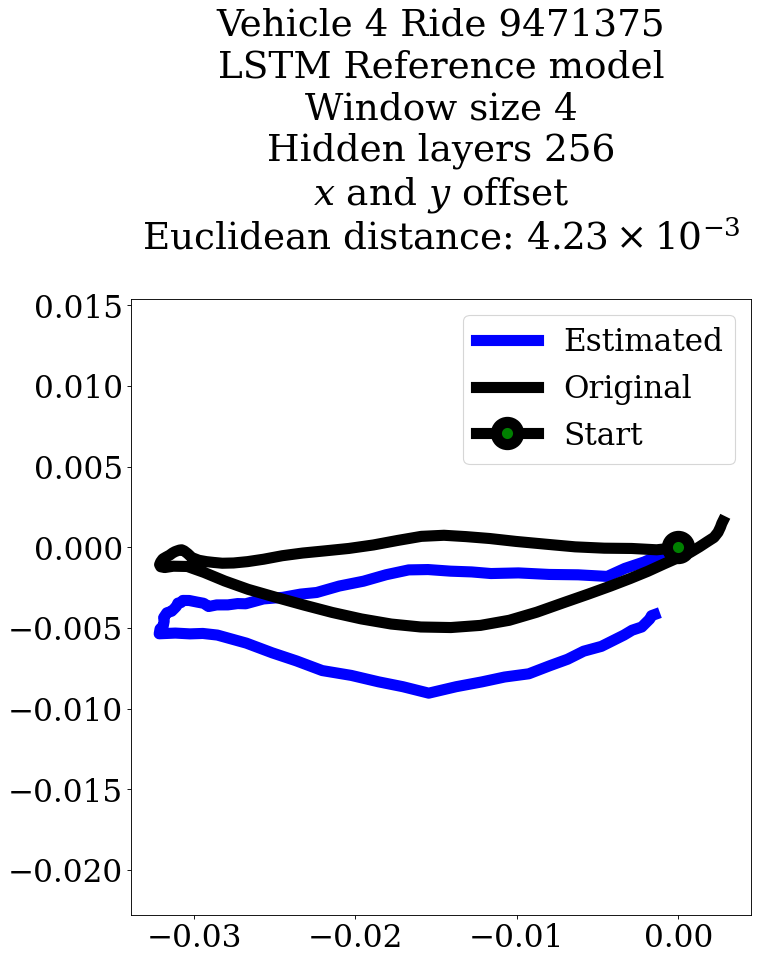 Vehicle 4 Ride 9471375
LSTM Reference model
Window size 4
Hidden layers 256
x and y offset
Euclidean distance: 4.23 × 10⁻³
Estimated
Original
Start
0.015
0.010
0.005
0.000
−0.005
−0.010
−0.015
−0.020
−0.03 −0.02 −0.01 0.00